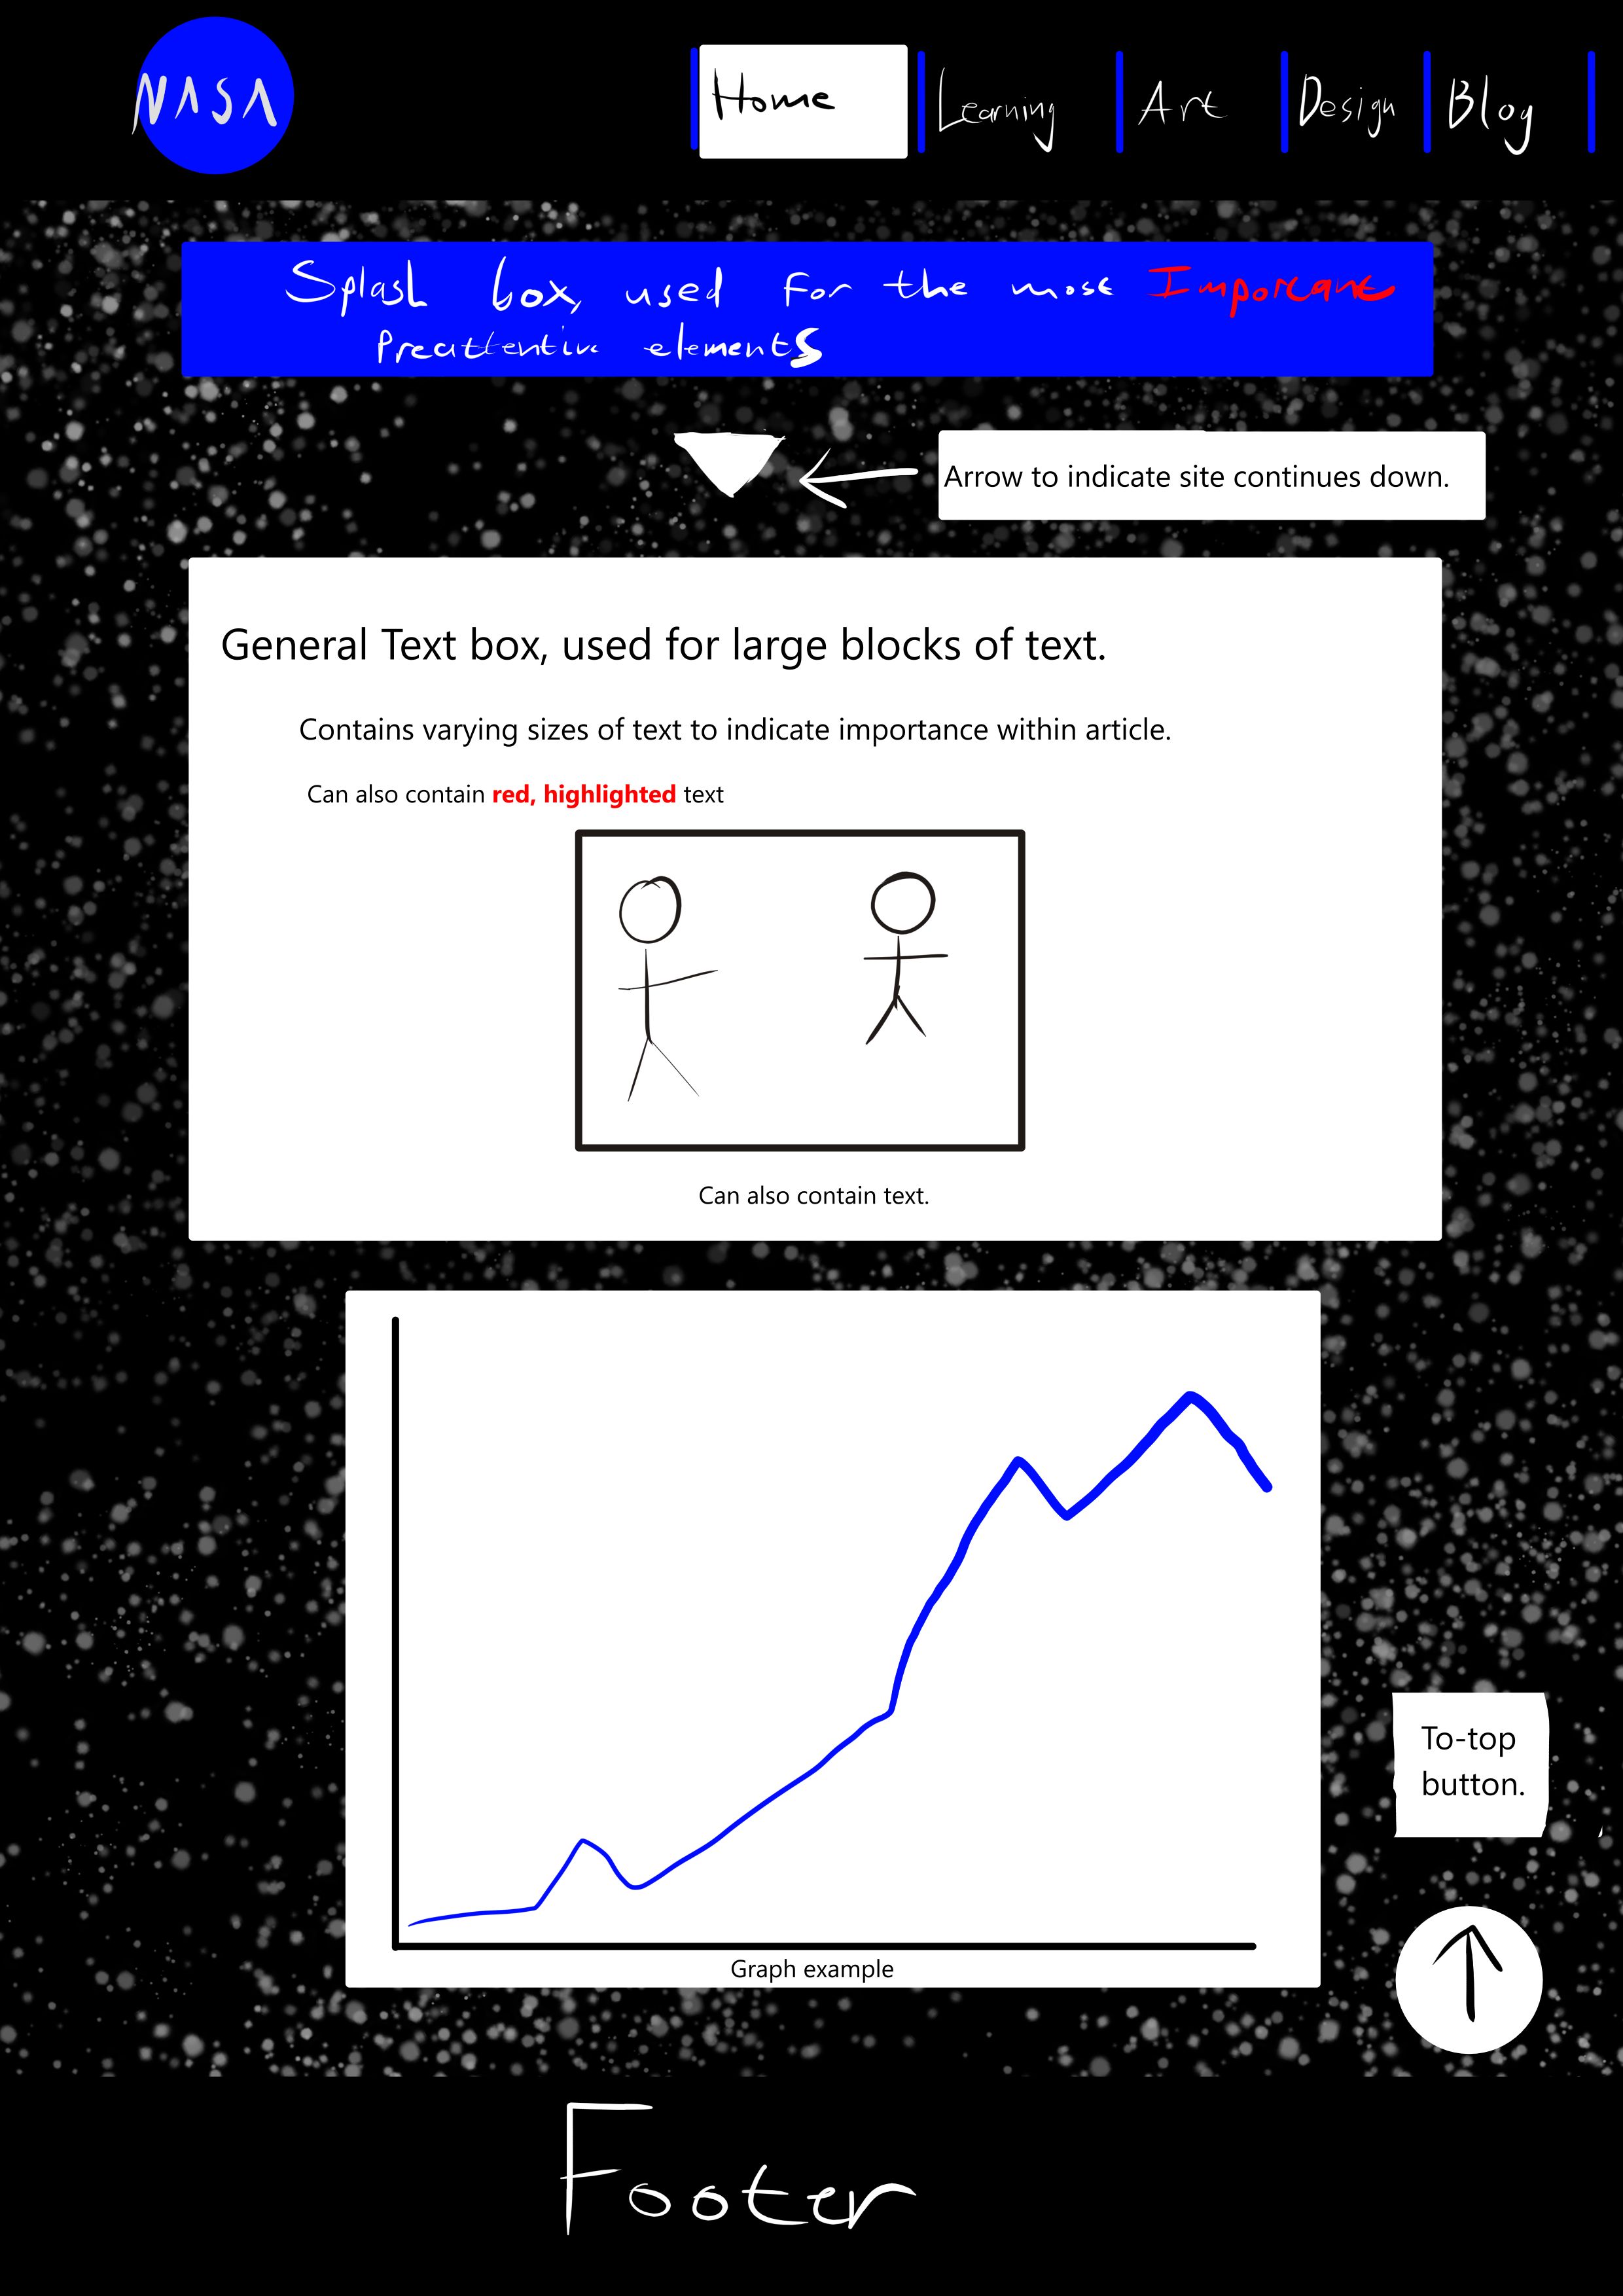 NASA
Home
Learning
Art
Design
Blog
Splash box, used for the most Important
Preattentive elements
Arrow to indicate site continues down.
General Text box, used for large blocks of text.
Contains varying sizes of text to indicate importance within article.
Can also contain red, highlighted text
Can also contain text.
Graph example
To-top
button.
Footer